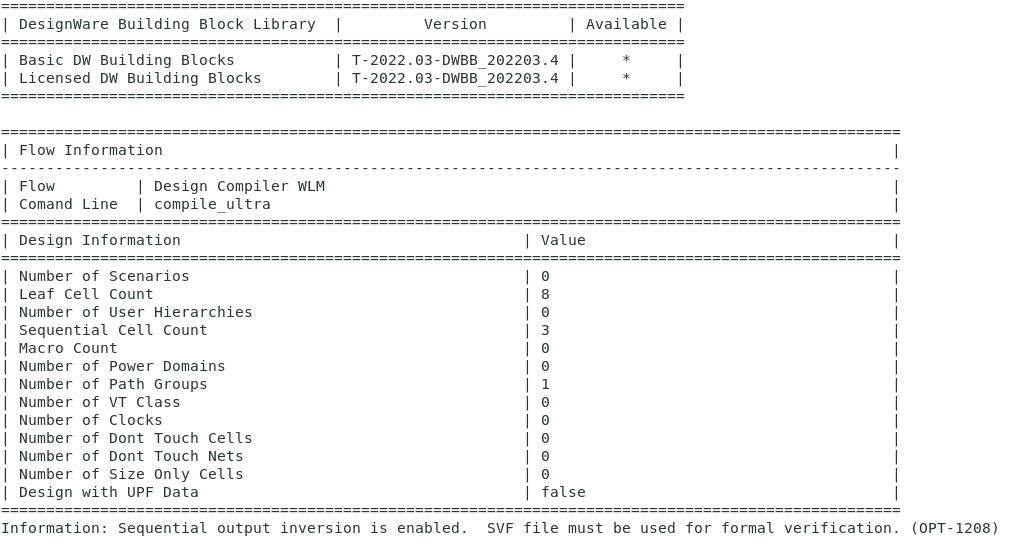 ============================================================================
| DesignWare Building Block Library  |         Version         | Available |
============================================================================
| Basic DW Building Blocks           | T-2022.03-DWBB_202203.4 |     *     |
| Licensed DW Building Blocks        | T-2022.03-DWBB_202203.4 |     *     |
============================================================================
====================================================================================================
| Flow Information                                                                                 |
----------------------------------------------------------------------------------------------------
| Flow         | Design Compiler WLM                                                               |
| Comand Line  | compile_ultra                                                                     |
====================================================================================================
| Design Information                                      | Value                                  |
====================================================================================================
| Number of Scenarios                                     | 0                                      |
| Leaf Cell Count                                         | 8                                      |
| Number of User Hierarchies                              | 0                                      |
| Sequential Cell Count                                   | 3                                      |
| Macro Count                                             | 0                                      |
| Number of Power Domains                                 | 0                                      |
| Number of Path Groups                                   | 1                                      |
| Number of VT Class                                      | 0                                      |
| Number of Clocks                                        | 0                                      |
| Number of Dont Touch Cells                              | 0                                      |
| Number of Dont Touch Nets                               | 0                                      |
| Number of Size Only Cells                               | 0                                      |
| Design with UPF Data                                    | false                                  |
====================================================================================================
Information: Sequential output inversion is enabled.  SVF file must be used for formal verification. (OPT-1208)